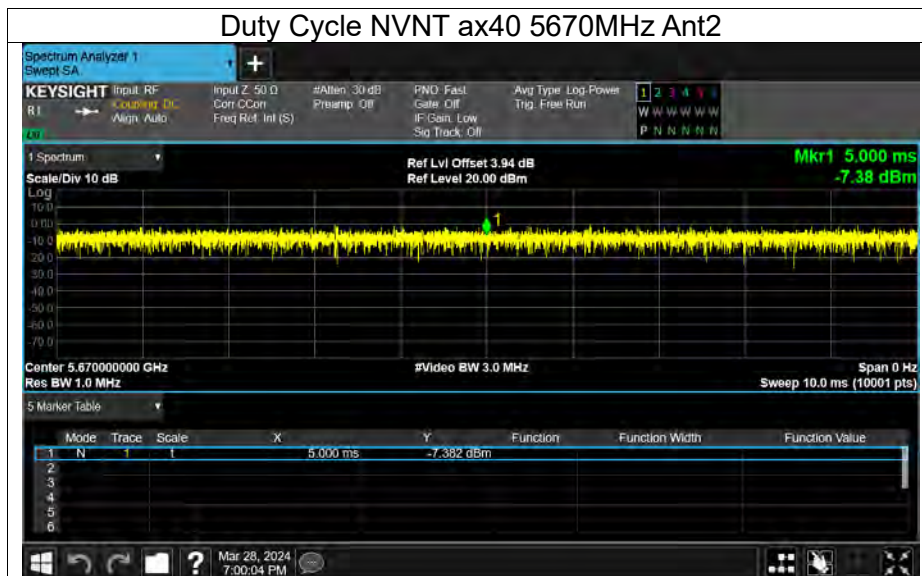 Duty Cycle NVNT ax40 5670MHz Ant2
Spectrum Analyzer 1
Swept SA
+
KEYSIGHT Input: RF Input Z: 50 Ω #Atten: 30 dB PNO: Fast Avg Type: Log-Power 1 2 3 4 5 6
Coupling: DC Corr CCorr Preamp: Off Gate: Off Trig: Free Run W W W W W W
Align: Auto Freq Ref: Int (S) IF Gain: Low P N N N N N
Sig Track: Off
1 Spectrum
Scale/Div 10 dB
Ref Lvl Offset 3.94 dB
Ref Level 20.00 dBm
Mkr1 5.000 ms
-7.38 dBm
Log
10.0
0.00
-10.0
-20.0
-30.0
-40.0
-50.0
-60.0
-70.0
1
Center 5.670000000 GHz #Video BW 3.0 MHz Span 0 Hz
Res BW 1.0 MHz Sweep 10.0 ms (10001 pts)
5 Marker Table
Mode Trace Scale X Y Function Function Width Function Value
1 N 1 t 5.000 ms -7.382 dBm
2
3
4
5
6
? Mar 28, 2024
7:00:04 PM